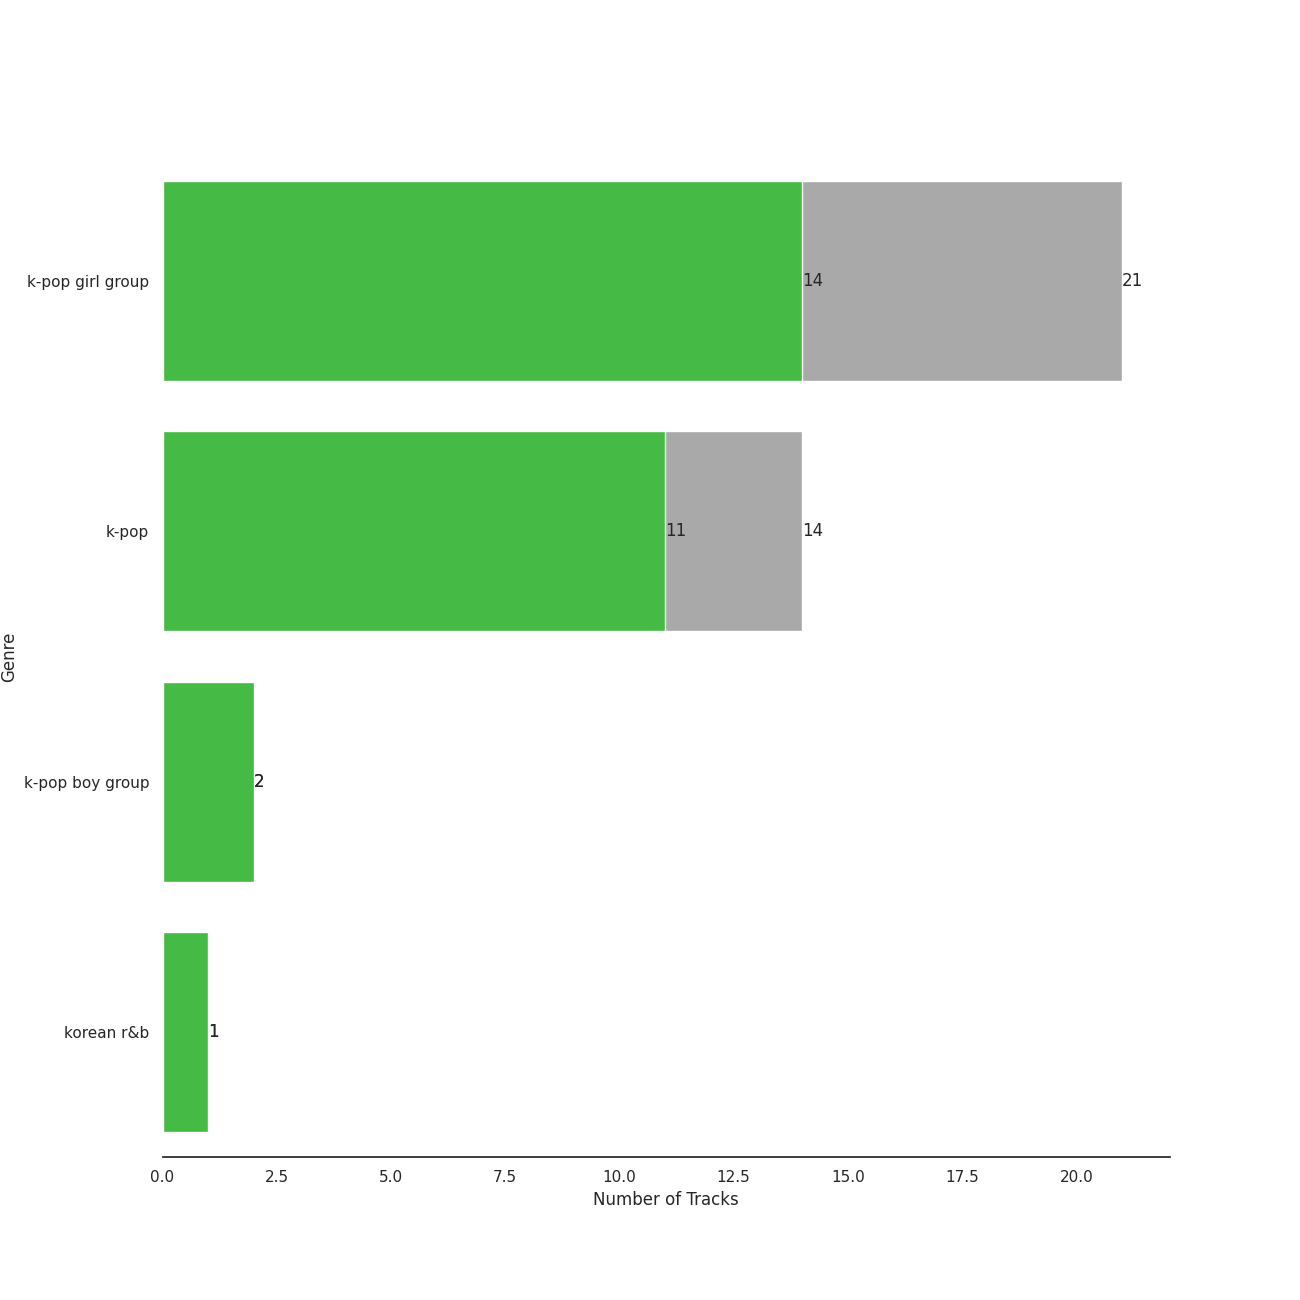 k-pop girl group
14
21
k-pop
11
14
k-pop boy group
2
korean r&b
1
Genre
0.0
2.5
5.0
7.5
10.0
12.5
15.0
17.5
20.0
Number of Tracks